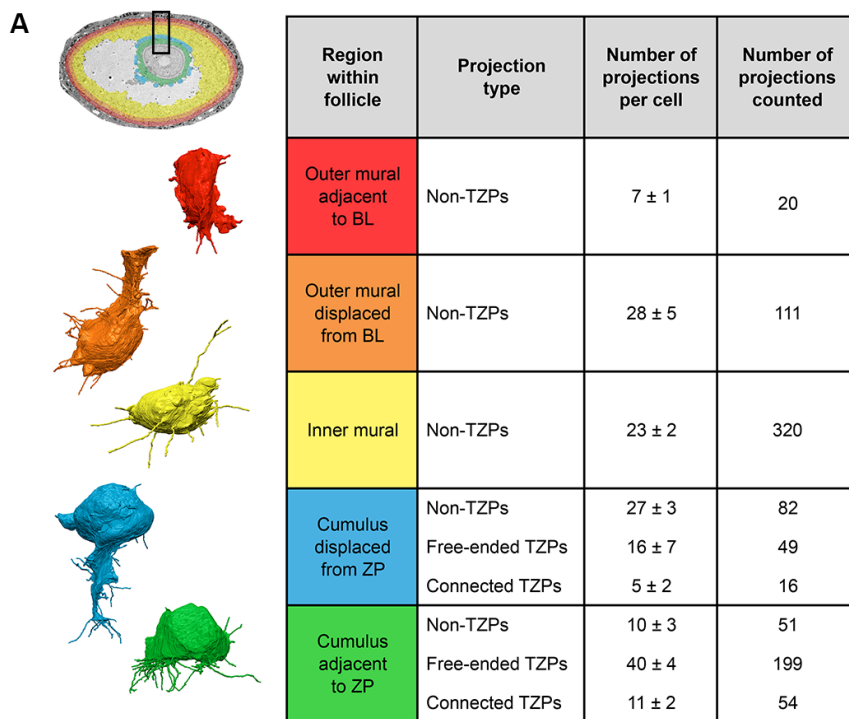 A
Region within follicle
Projection type
Number of projections per cell
Number of projections counted
Outer mural adjacent to BL
Non-TZPs
7 ± 1
20
Outer mural displaced from BL
Non-TZPs
28 ± 5
111
Inner mural
Non-TZPs
23 ± 2
320
Cumulus displaced from ZP
Non-TZPs
27 ± 3
82
Free-ended TZPs
16 ± 7
49
Connected TZPs
5 ± 2
16
Cumulus adjacent to ZP
Non-TZPs
10 ± 3
51
Free-ended TZPs
40 ± 4
199
Connected TZPs
11 ± 2
54